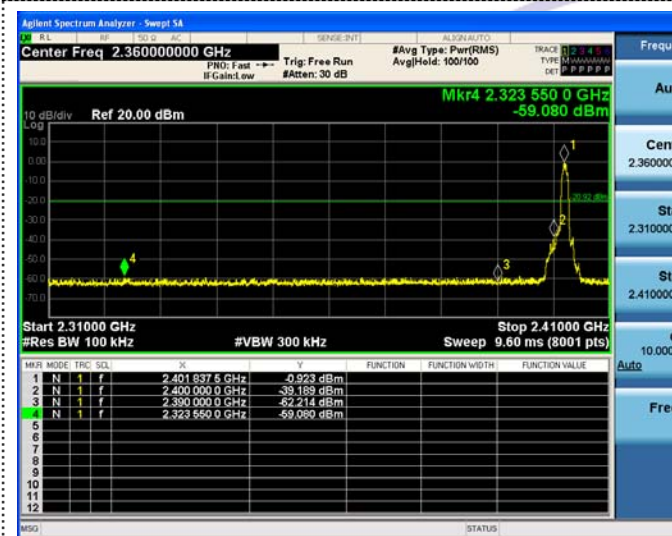 Agilent Spectrum Analyzer - Swept SA
RL RF 50 Ω AC SENSE:INT ALIGNAUTO
Center Freq 2.360000000 GHz
PNO: Fast
IFGain:Low
Trig: Free Run
#Atten: 30 dB
#Avg Type: Pwr(RMS)
Avg|Hold: 100/100
TRACE 1 2 3 4 5 6
TYPE M
DET P P P P P P
Mkr4 2.323 550 0 GHz
-59.080 dBm
10 dB/div Ref 20.00 dBm
Log
10.0
0.00
-10.0
-20.0
-20.92 dBm
-30.0
-40.0
-50.0
-60.0
-70.0
1
2
3
4
Start 2.31000 GHz Stop 2.41000 GHz
#Res BW 100 kHz #VBW 300 kHz Sweep 9.60 ms (8001 pts)
MKR MODE TRC SCL X Y FUNCTION FUNCTION WIDTH FUNCTION VALUE
1 N 1 f 2.401 837 5 GHz -0.923 dBm
2 N 1 f 2.400 000 0 GHz -39.189 dBm
3 N 1 f 2.390 000 0 GHz -62.214 dBm
4 N 1 f 2.323 550 0 GHz -59.080 dBm
5
6
7
8
9
10
11
12
MSG STATUS
Frequ
Au
Cen
2.360000
St
2.310000
St
2.410000
10.000
Auto
Fre